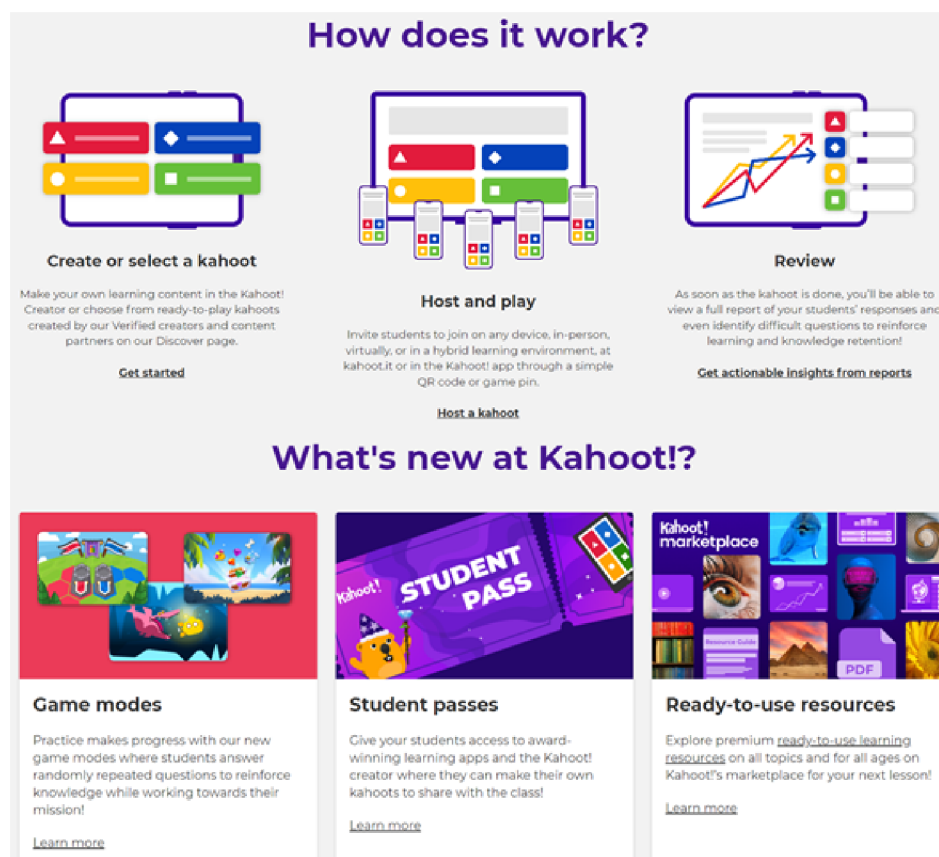 How does it work?
Create or select a kahoot
Make your own learning content in the Kahoot!
Creator or choose from ready-to-play kahoots
created by our Verified creators and content
partners on our Discover page.
Get started
Host and play
Invite students to join on any device, in-person,
virtually, or in a hybrid learning environment, at
kahoot.it or in the Kahoot! app through a simple
QR code or game pin.
Host a kahoot
Review
As soon as the kahoot is done, you'll be able to
view a full report of your students' responses and
even identify difficult questions to reinforce
learning and knowledge retention!
Get actionable insights from reports
What's new at Kahoot!?
Game modes
Practice makes progress with our new
game modes where students answer
randomly repeated questions to reinforce
knowledge while working towards their
mission!
Learn more
Kahoot!
STUDENT
PASS
Student passes
Give your students access to award-
winning learning apps and the Kahoot!
creator where they can make their own
kahoots to share with the class!
Learn more
Kahoot!
marketplace
Resource Guide
PDF
Ready-to-use resources
Explore premium ready-to-use learning
resources on all topics and for all ages on
Kahoot!'s marketplace for your next lesson!
Learn more